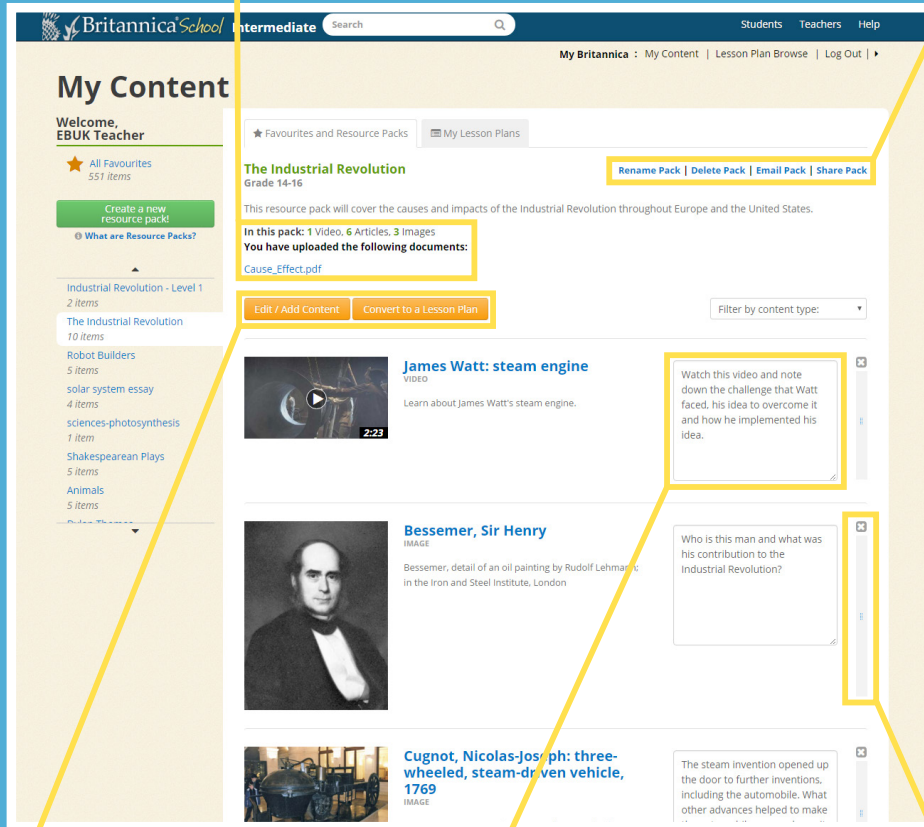 Britannica School Intermediate
Search
Students Teachers Help
My Britannica : My Content | Lesson Plan Browse | Log Out |
My Content
Welcome,
EBUK Teacher
All Favourites
551 items
Create a new
resource pack!
What are Resource Packs?
Industrial Revolution - Level 1
2 items
The Industrial Revolution
10 items
Robot Builders
5 items
solar system essay
4 items
sciences-photosynthesis
1 item
Shakespearean Plays
5 items
Animals
5 items
Dylan Thomas
Favourites and Resource Packs
My Lesson Plans
The Industrial Revolution
Grade 14-16
Rename Pack | Delete Pack | Email Pack | Share Pack
This resource pack will cover the causes and impacts of the Industrial Revolution throughout Europe and the United States.
In this pack: 1 Video, 6 Articles, 3 Images
You have uploaded the following documents:
Cause_Effect.pdf
Edit / Add Content
Convert to a Lesson Plan
Filter by content type:
2:23
James Watt: steam engine
VIDEO
Learn about James Watt's steam engine.
Watch this video and note
down the challenge that Watt
faced, his idea to overcome it
and how he implemented his
idea.
Bessemer, Sir Henry
IMAGE
Bessemer, detail of an oil painting by Rudolf Lehmann;
in the Iron and Steel Institute, London
Who is this man and what was
his contribution to the
Industrial Revolution?
Cugnot, Nicolas-Joseph: three-
wheeled, steam-driven vehicle,
1769
IMAGE
The steam invention opened up
the door to further inventions,
including the automobile. What
other advances helped to make